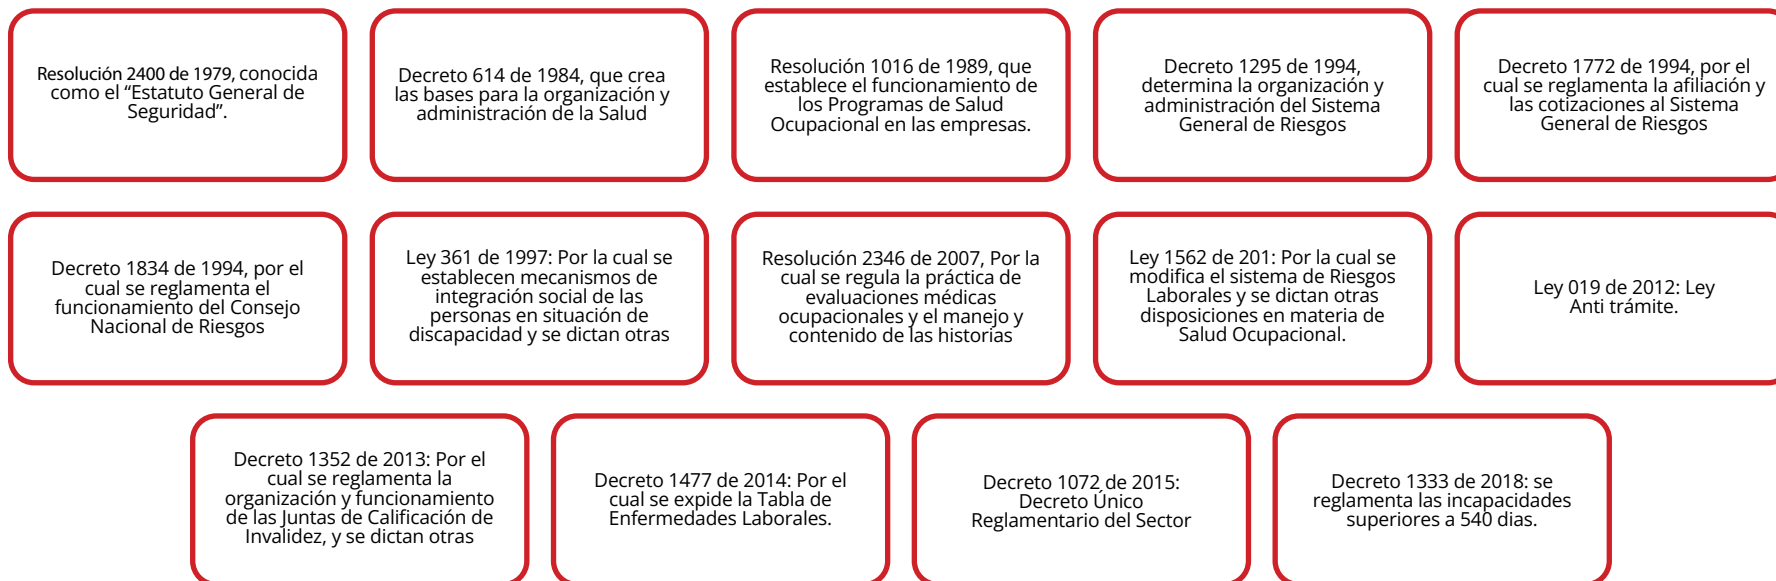 Resolución 2400 de 1979, conocida
como el “Estatuto General de
Seguridad”.
Decreto 614 de 1984, que crea
las bases para la organización y
administración de la Salud
Resolución 1016 de 1989, que
establece el funcionamiento de
los Programas de Salud
Ocupacional en las empresas.
Decreto 1295 de 1994,
determina la organización y
administración del Sistema
General de Riesgos
Decreto 1772 de 1994, por el
cual se reglamenta la afiliación y
las cotizaciones al Sistema
General de Riesgos
Decreto 1834 de 1994, por el
cual se reglamenta el
funcionamiento del Consejo
Nacional de Riesgos
Ley 361 de 1997: Por la cual se
establecen mecanismos de
integración social de las
personas en situación de
discapacidad y se dictan otras
Resolución 2346 de 2007, Por la
cual se regula la práctica de
evaluaciones médicas
ocupacionales y el manejo y
contenido de las historias
Ley 1562 de 201: Por la cual se
modifica el sistema de Riesgos
Laborales y se dictan otras
disposiciones en materia de
Salud Ocupacional.
Ley 019 de 2012: Ley
Anti trámite.
Decreto 1352 de 2013: Por el
cual se reglamenta la
organización y funcionamiento
de las Juntas de Calificación de
Invalidez, y se dictan otras
Decreto 1477 de 2014: Por el
cual se expide la Tabla de
Enfermedades Laborales.
Decreto 1072 de 2015:
Decreto Único
Reglamentario del Sector
Decreto 1333 de 2018: se
reglamenta las incapacidades
superiores a 540 dias.